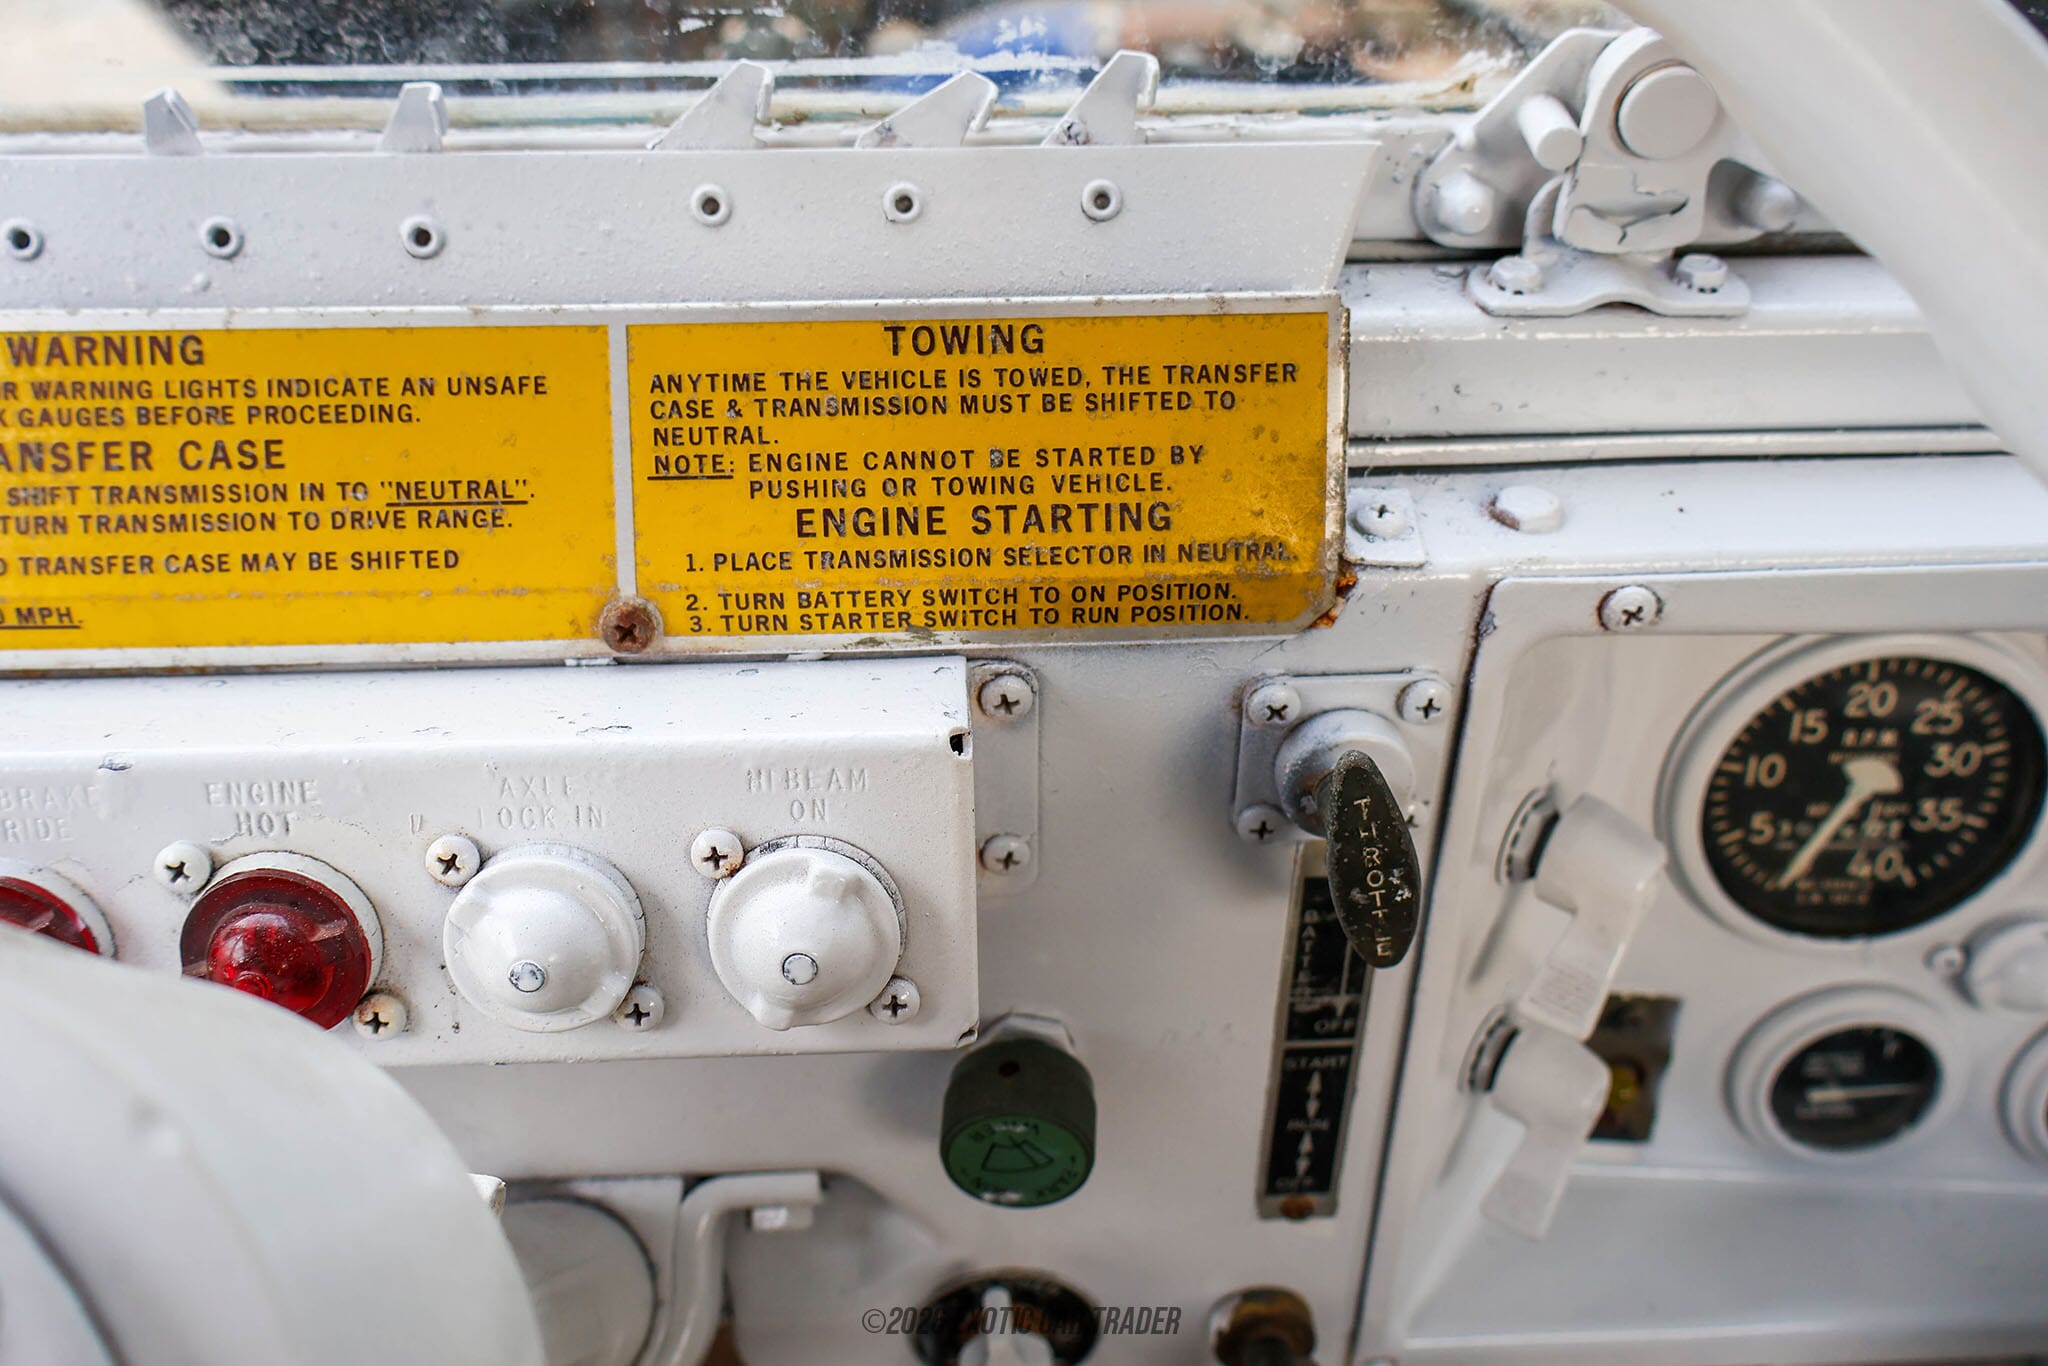 WARNING
R WARNING LIGHTS INDICATE AN UNSAFE
K GAUGES BEFORE PROCEEDING.
ANSFER CASE
SHIFT TRANSMISSION IN TO "NEUTRAL".
TURN TRANSMISSION TO DRIVE RANGE.
D TRANSFER CASE MAY BE SHIFTED
0 MPH.
TOWING
ANYTIME THE VEHICLE IS TOWED, THE TRANSFER
CASE & TRANSMISSION MUST BE SHIFTED TO
NEUTRAL.
NOTE: ENGINE CANNOT BE STARTED BY
PUSHING OR TOWING VEHICLE.
ENGINE STARTING
1. PLACE TRANSMISSION SELECTOR IN NEUTRAL.
2. TURN BATTERY SWITCH TO ON POSITION.
3. TURN STARTER SWITCH TO RUN POSITION.
BRAKE
RIDE
ENGINE
HOT
AXLE
LOCK IN
HI BEAM
ON
THROTTLE
BATTERY
OFF
START
RUN
OFF
5
10
15
20
25
30
35
40
R.P.M.
EXOTIC CAR TRADER